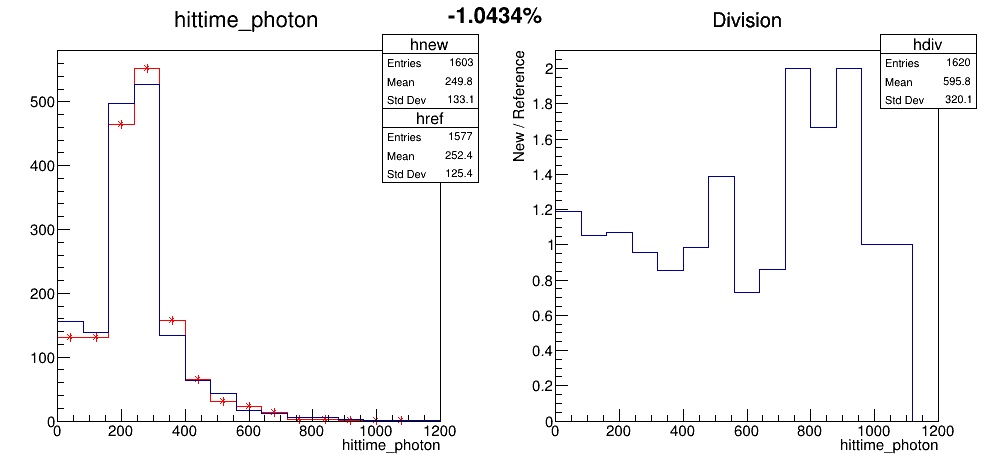 -1.0434%
hittime_photon
hnew
Entries 1603
Mean 249.8
Std Dev 133.1
href
Entries 1577
Mean 252.4
Std Dev 125.4
500
400
300
200
100
0
0 200 400 600 800 1000 1200
hittime_photon
Division
hdiv
Entries 1620
Mean 595.8
Std Dev 320.1
New / Reference
2
1.8
1.6
1.4
1.2
1
0.8
0.6
0.4
0.2
0
0 200 400 600 800 1000 1200
hittime_photon